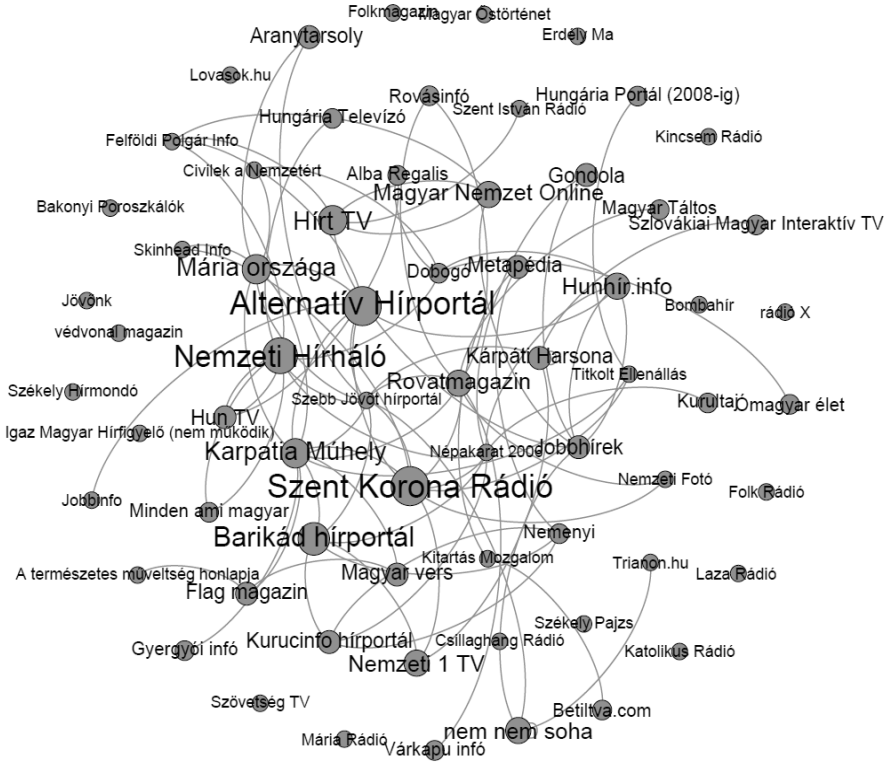 Folkmagazin
Magyar Őstörténet
Aranytarsoly
Erdély Ma
Lovasok.hu
Rovásinfó
Hungária Portál (2008-ig)
Hungária Televízó
Szent István Rádió
Felföldi Polgár Info
Kincsem Rádió
Civilek a Nemzetért
Alba Regalis
Gondola
Magyar Nemzet Online
Bakonyi Poroszkálók
Hírt TV
Magyar Táltos
Szlovákiai Magyar Interaktív TV
Skinhead Info
Mária országa
Dobogó
Metapédia
Hunhír.info
Jövőnk
Alternatív Hírportál
Bombahír
rádió X
védvonal magazin
Nemzeti Hírháló
Kárpáti Harsona
Rovatmagazin
Titkolt Ellenállás
Székely Hírmondó
Szebb Jövőt hírportál
Kurultaj
Ómagyar élet
Hun TV
Igaz Magyar Hírfigyelő (nem működik)
Karpatia Műhely
Népakarat 2006
Jobbhírek
Szent Korona Rádió
Nemzeti Fotó
Folk Rádió
Jobbinfo
Minden ami magyar
Barikád hírportál
Nemenyi
Kitartás Mozgalom
Trianon.hu
A természetes műveltség honlapja
Magyar vers
Laza Rádió
Flag magazin
Székely Pajzs
Gyergyói infó
Kurucinfo hírportál
Csillaghang Rádió
Katolikus Rádió
Nemzeti 1 TV
Szövetség TV
Betiltva.com
nem nem soha
Mária Rádió
Várkapu infó